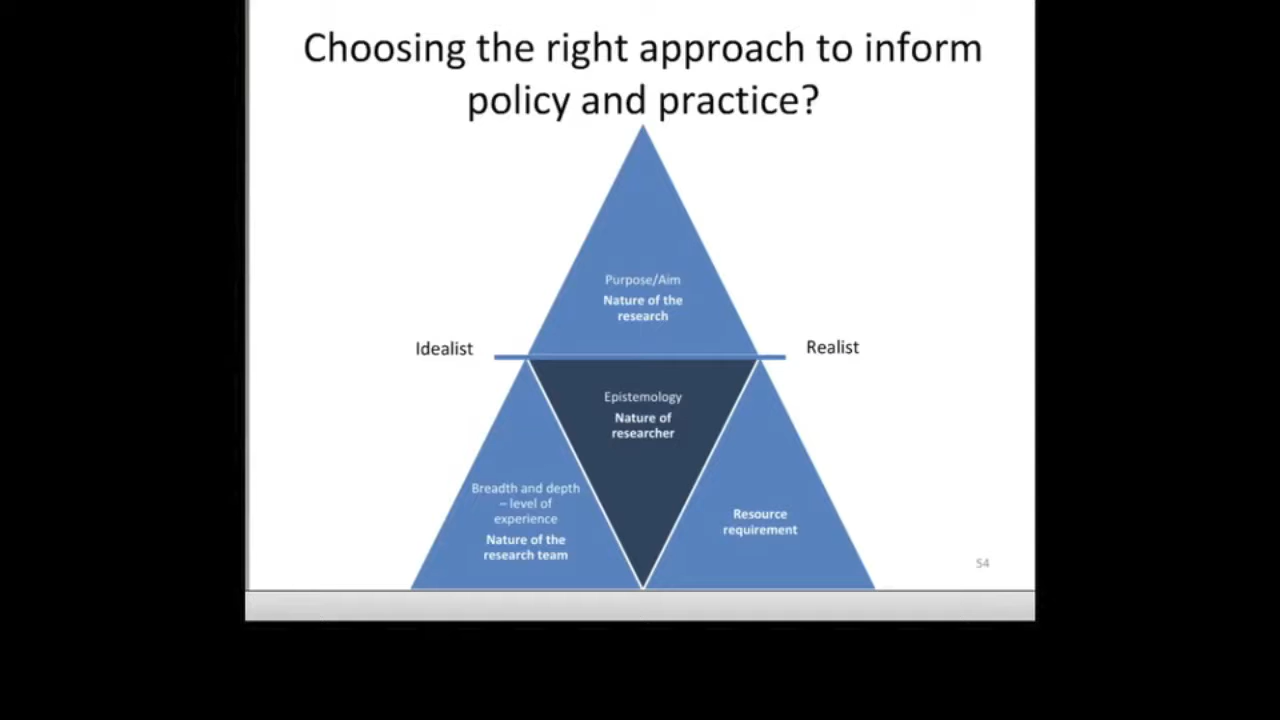 Choosing the right approach to inform
policy and practice?
Purpose/Aim
Nature of the
research
Idealist
Realist
Epistemology
Nature of
researcher
Breadth and depth
– level of
experience
Nature of the
research team
Resource
requirement
54